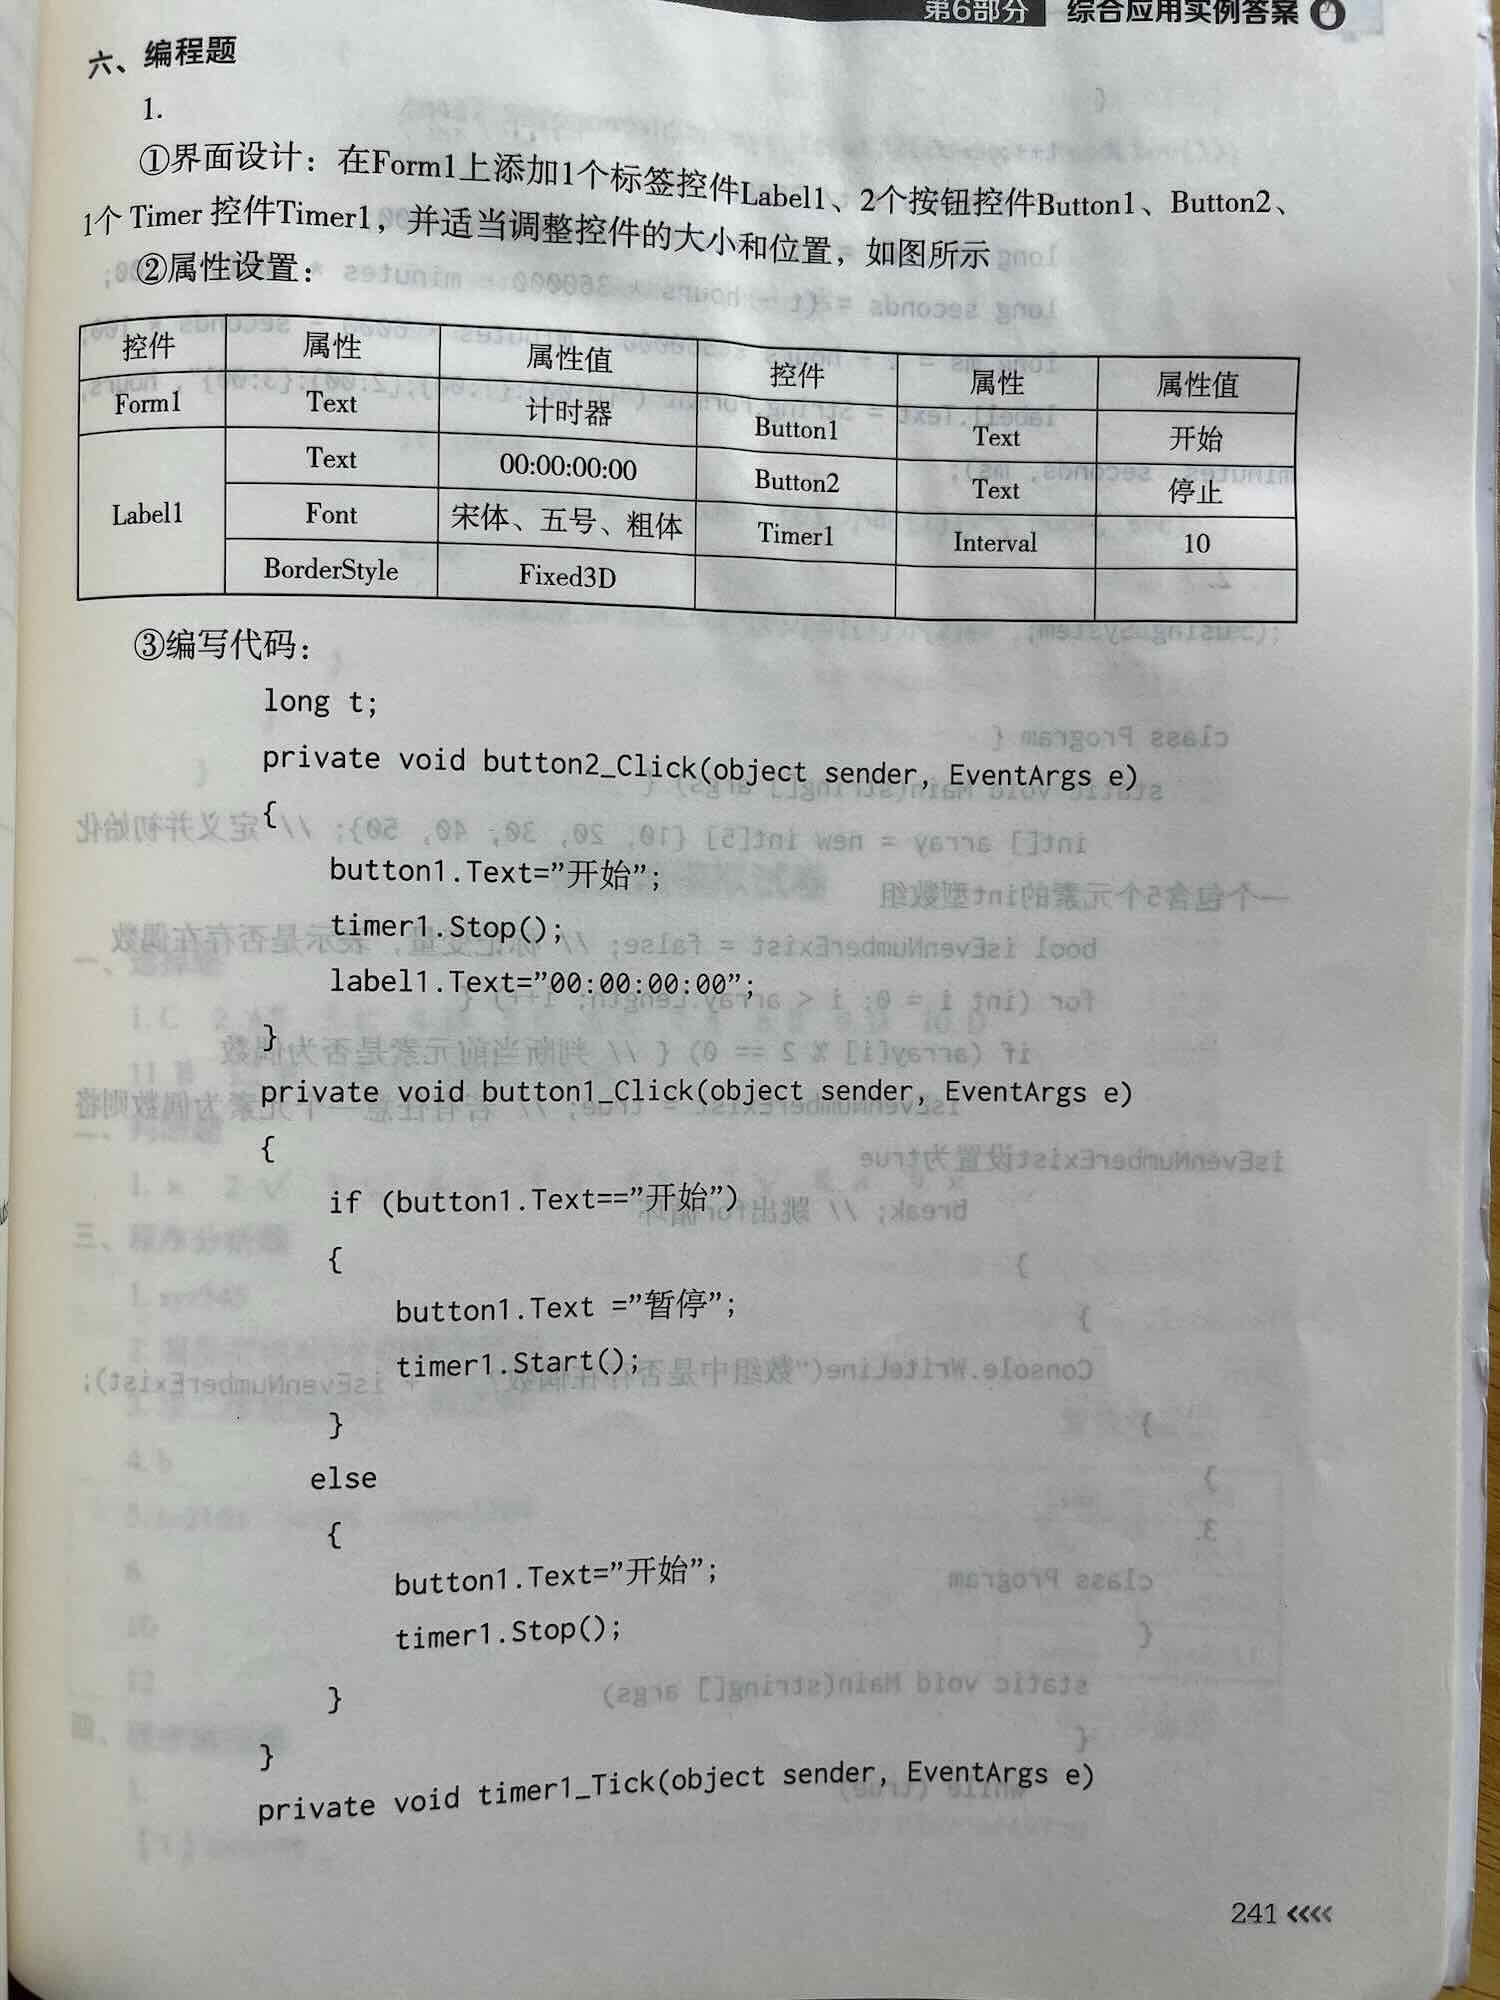 第6部分 综合应用实例答案
六、编程题
1.
①界面设计：在Form1上添加1个标签控件Label1、2个按钮控件Button1、Button2、
1个 Timer 控件Timer1，并适当调整控件的大小和位置，如图所示
②属性设置：
控件 属性 属性值 控件 属性 属性值
Form1 Text 计时器 Button1 Text 开始
Label1 Text 00:00:00:00 Button2 Text 停止
Font 宋体、五号、粗体 Timer1 Interval 10
BorderStyle Fixed3D
③编写代码：
long t;
private void button2_Click(object sender, EventArgs e)
{
button1.Text=”开始”;
timer1.Stop();
label1.Text=”00:00:00:00”;
}
private void button1_Click(object sender, EventArgs e)
{
if (button1.Text==”开始”)
{
button1.Text =”暂停”;
timer1.Start();
}
else
{
button1.Text=”开始”;
timer1.Stop();
}
}
private void timer1_Tick(object sender, EventArgs e)
241